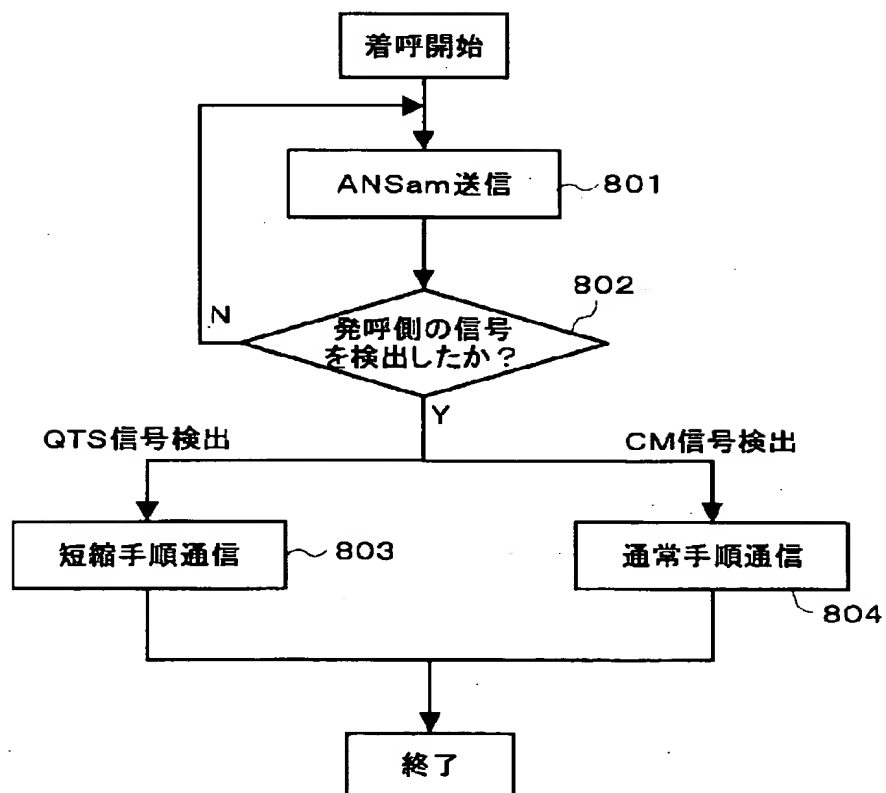 着呼開始
ANSam送信
801
802
発呼側の信号
を検出したか？
N
Y
QTS信号検出
CM信号検出
短縮手順通信
803
通常手順通信
804
終了